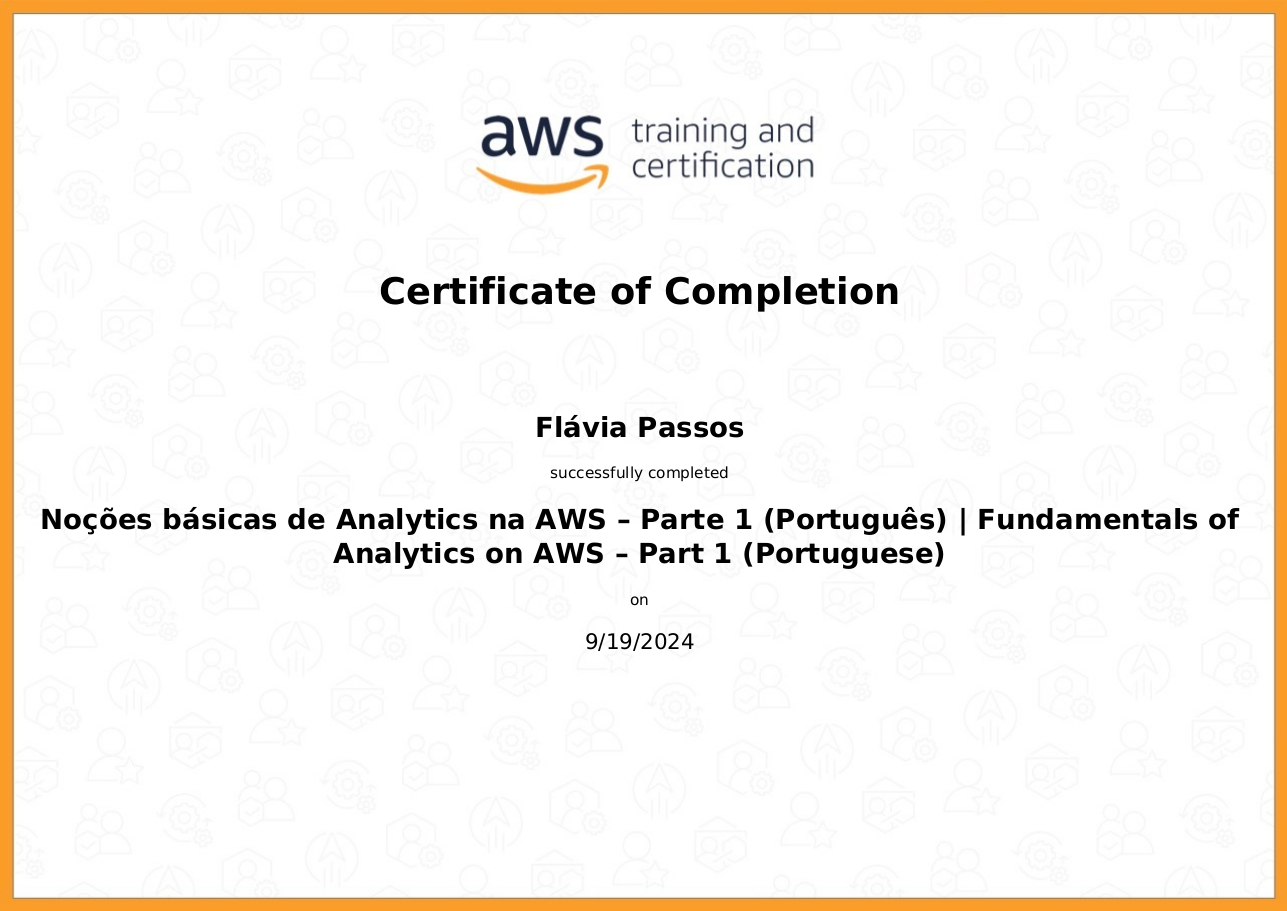 aws training and
certification
Certificate of Completion
Flávia Passos
successfully completed
Noções básicas de Analytics na AWS – Parte 1 (Português) | Fundamentals of
Analytics on AWS – Part 1 (Portuguese)
on
9/19/2024